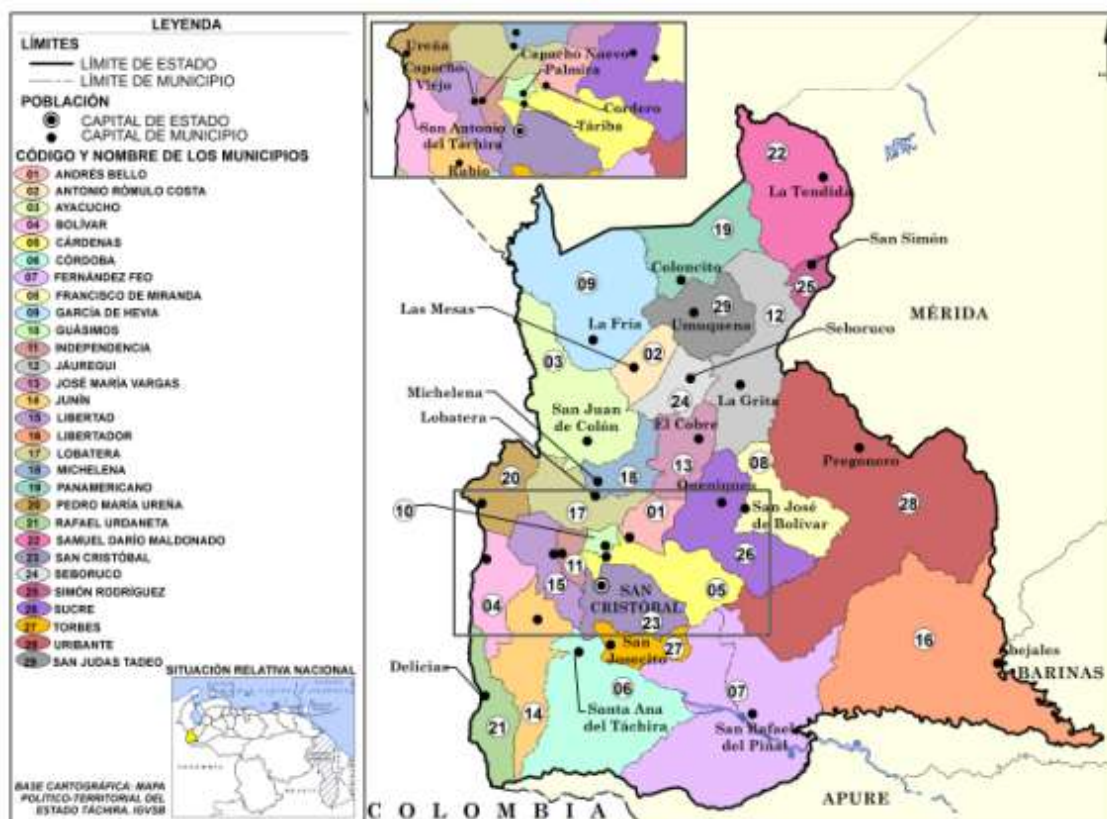 LEYENDA
LÍMITES
LÍMITE DE ESTADO
LÍMITE DE MUNICIPIO
POBLACIÓN
CAPITAL DE ESTADO
CAPITAL DE MUNICIPIO
CÓDIGO Y NOMBRE DE LOS MUNICIPIOS
01 ANDRÉS BELLO
02 ANTONIO RÓMULO COSTA
03 AYACUCHO
04 BOLÍVAR
05 CÁRDENAS
06 CÓRDOBA
07 FERNÁNDEZ FEO
08 FRANCISCO DE MIRANDA
09 GARCÍA DE HEVIA
10 GUÁSIMOS
11 INDEPENDENCIA
12 JÁUREQUI
13 JOSÉ MARÍA VARGAS
14 JUNÍN
15 LIBERTAD
16 LIBERTADOR
17 LOBATERA
18 MICHELENA
19 PANAMERICANO
20 PEDRO MARÍA UREÑA
21 RAFAEL URDANETA
22 SAMUEL DARÍO MALDONADO
23 SAN CRISTÓBAL
24 SEBORUCO
25 SIMÓN RODRÍGUEZ
26 SUCRE
27 TORBES
28 URIBANTE
29 SAN JUDAS TADEO
SITUACIÓN RELATIVA NACIONAL
BASE CARTOGRÁFICA: MAPA
POLÍTICO-TERRITORIAL DEL
ESTADO TÁCHIRA. IGVSB
Ureña
Capacho Nuevo
Capacho
Viejo
Palmira
Cordero
Táriba
San Antonio
del Táchira
Rubio
22
La Tendida
19
San Simón
Coloncito
25
09
29
12
MÉRIDA
Las Mesas
Umuquena
Seboruco
La Fría
02
03
24
La Grita
Michelena
Lobatera
San Juan
de Colón
El Cobre
Pregonero
20
18
13
08
Queniquea
10
17
01
San José
de Bolívar
28
26
11
15
SAN
CRISTÓBAL
05
04
23
16
San
Josecito
27
BARINAS
Delicias
06
07
21
14
Santa Ana
del Táchira
San Rafael
del Piñal
APURE
COLOMBIA